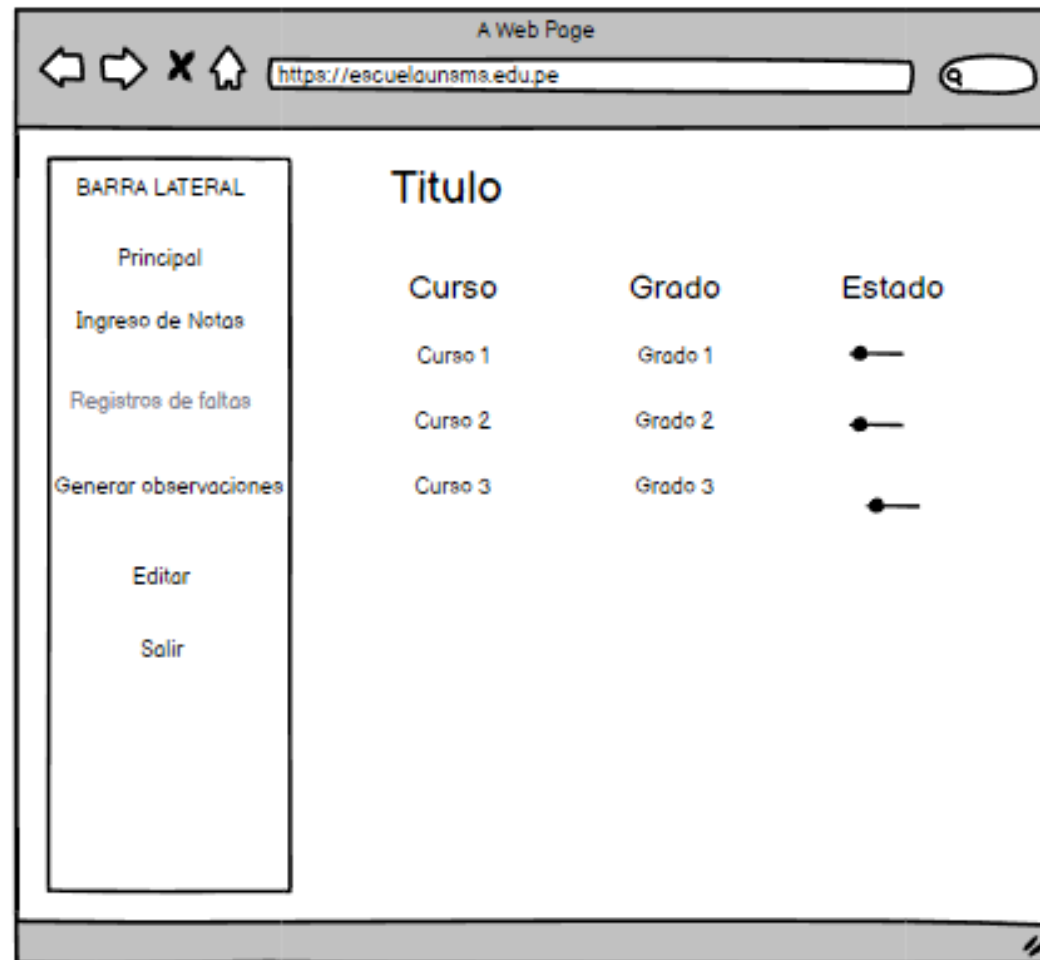 A Web Page
https://escuelaunsms.edu.pe
BARRA LATERAL
Principal
Ingreso de Notas
Registros de faltas
Generar observaciones
Editar
Salir
Titulo
Curso Grado Estado
Curso 1 Grado 1
Curso 2 Grado 2
Curso 3 Grado 3